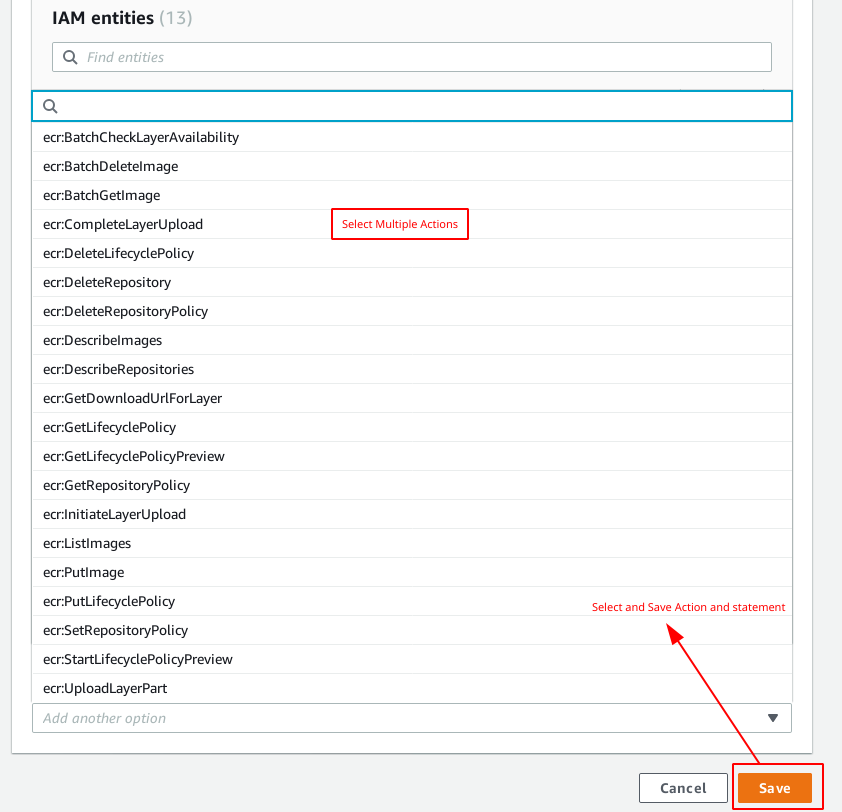 IAM entities (13)
Find entities
ecr:BatchCheckLayerAvailability
ecr:BatchDeleteImage
ecr:BatchGetImage
ecr:CompleteLayerUpload
Select Multiple Actions
ecr:DeleteLifecyclePolicy
ecr:DeleteRepository
ecr:DeleteRepositoryPolicy
ecr:DescribeImages
ecr:DescribeRepositories
ecr:GetDownloadUrlForLayer
ecr:GetLifecyclePolicy
ecr:GetLifecyclePolicyPreview
ecr:GetRepositoryPolicy
ecr:InitiateLayerUpload
ecr:ListImages
ecr:PutImage
ecr:PutLifecyclePolicy
Select and Save Action and statement
ecr:SetRepositoryPolicy
ecr:StartLifecyclePolicyPreview
ecr:UploadLayerPart
Add another option
Cancel
Save